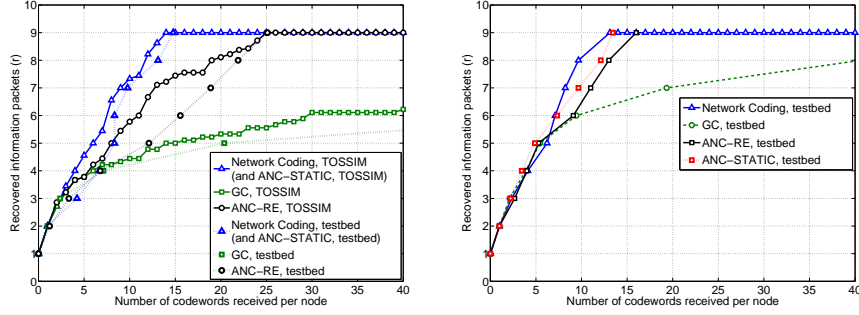 10
9
8
7
6
5
4
3
2
1
0
Recovered information packets (r)
0 5 10 15 20 25 30 35 40
Number of codewords received per node
Network Coding, TOSSIM
(and ANC−STATIC, TOSSIM)
GC, TOSSIM
ANC−RE, TOSSIM
Network Coding, testbed
(and ANC−STATIC, testbed)
GC, testbed
ANC−RE, testbed
10
9
8
7
6
5
4
3
2
1
0
Recovered information packets (r)
0 5 10 15 20 25 30 35 40
Number of codewords received per node
Network Coding, testbed
GC, testbed
ANC−RE, testbed
ANC−STATIC, testbed